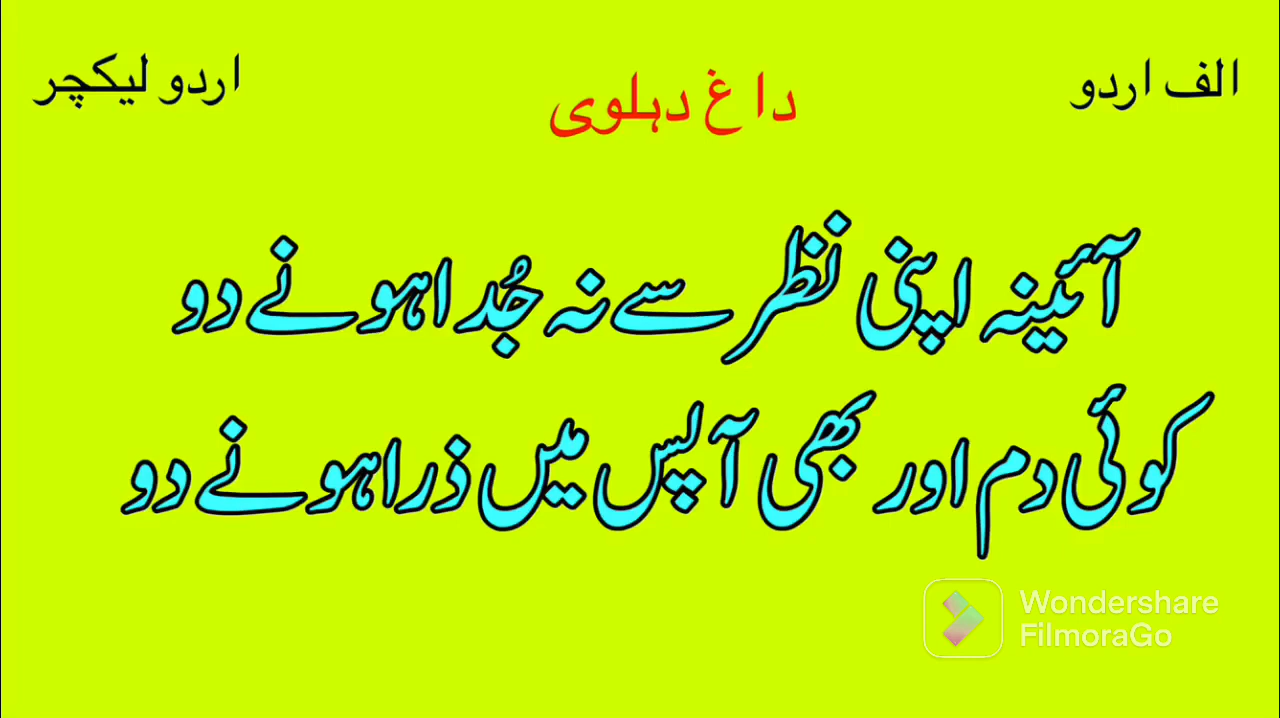 الف اردو
داغ دہلوی
اردو لیکچر
آئینہ اپنی نظر سے نہ جُدا ہونے دو
کوئی دم اور بھی آپس میں ذرا ہونے دو
Wondershare
FilmoraGo